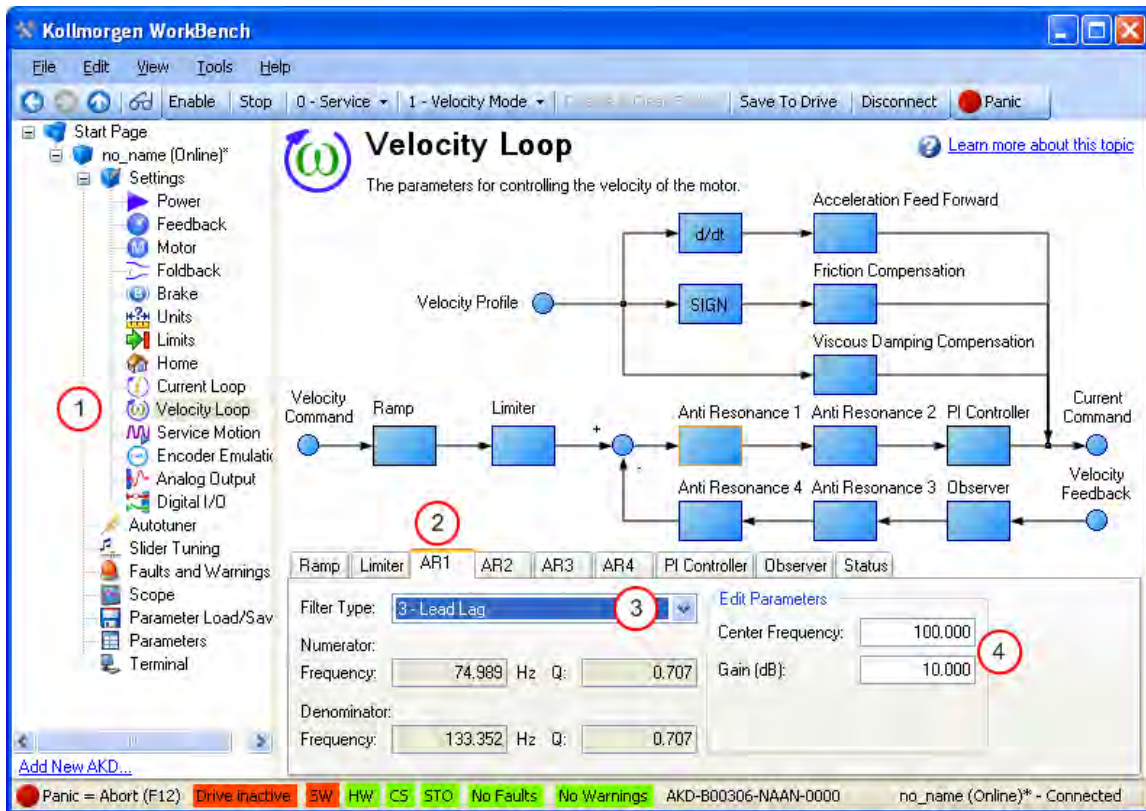 Kollmorgen WorkBench
File Edit View Tools Help
Enable Stop 0 - Service 1 - Velocity Mode Save To Drive Disconnect Panic
Start Page
no_name (Online)*
Settings
Power
Feedback
Motor
Foldback
Brake
Units
Limits
Home
Current Loop
1
Velocity Loop
Service Motion
Encoder Emulati
Analog Output
Digital I/O
Autotuner
Slider Tuning
Faults and Warnings
Scope
Parameter Load/Sav
Parameters
Terminal
Add New AKD...
Velocity Loop
Learn more about this topic
The parameters for controlling the velocity of the motor.
Acceleration Feed Forward
d/dt
Friction Compensation
Velocity Profile
SIGN
Viscous Damping Compensation
Velocity
Command
Ramp
Limiter
Anti Resonance 1
Anti Resonance 2
PI Controller
Current
Command
+
-
Anti Resonance 4
Anti Resonance 3
Observer
Velocity
Feedback
2
Ramp Limiter AR1 AR2 AR3 AR4 PI Controller Observer Status
Filter Type: 3 - Lead Lag
3
Numerator:
Frequency: 74.989 Hz Q: 0.707
Denominator:
Frequency: 133.352 Hz Q: 0.707
Edit Parameters
Center Frequency: 100.000
Gain (dB): 10.000
4
Panic = Abort (F12) Drive inactive SW HW CS STO No Faults No Warnings AKD-B00306-NAAN-0000 no_name (Online)* - Connected